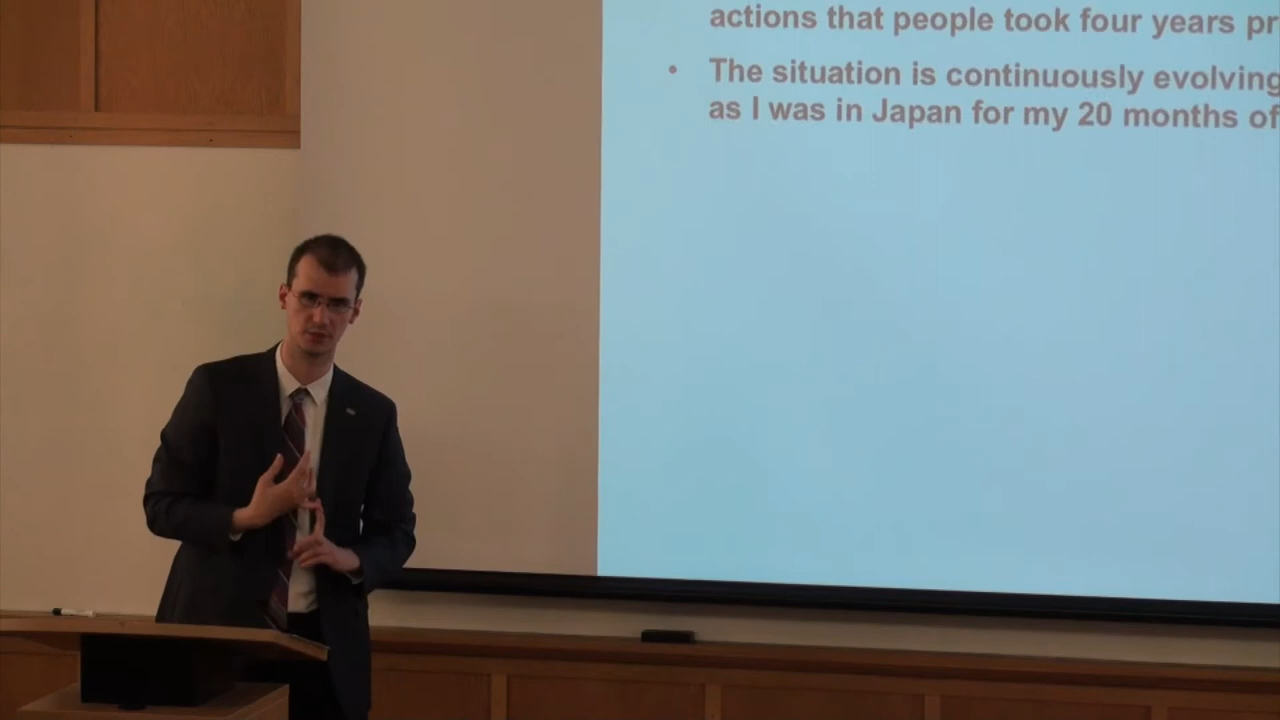 actions that people took four years pr
• The situation is continuously evolving
as I was in Japan for my 20 months of